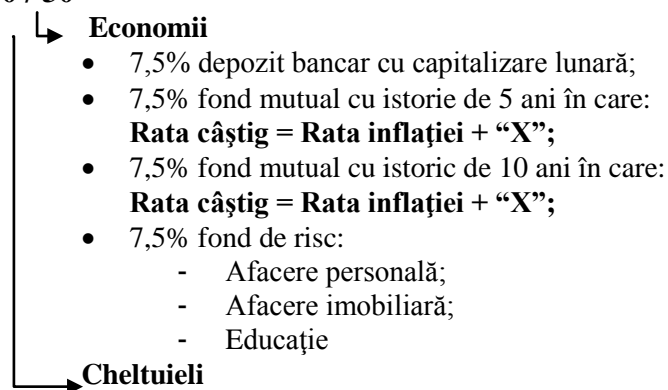 Economii
• 7,5% depozit bancar cu capitalizare lunară;
• 7,5% fond mutual cu istorie de 5 ani în care:
Rata câştig = Rata inflaţiei + “X”;
• 7,5% fond mutual cu istoric de 10 ani în care:
Rata câştig = Rata inflaţiei + “X”;
• 7,5% fond de risc:
- Afacere personală;
- Afacere imobiliară;
- Educaţie
Cheltuieli